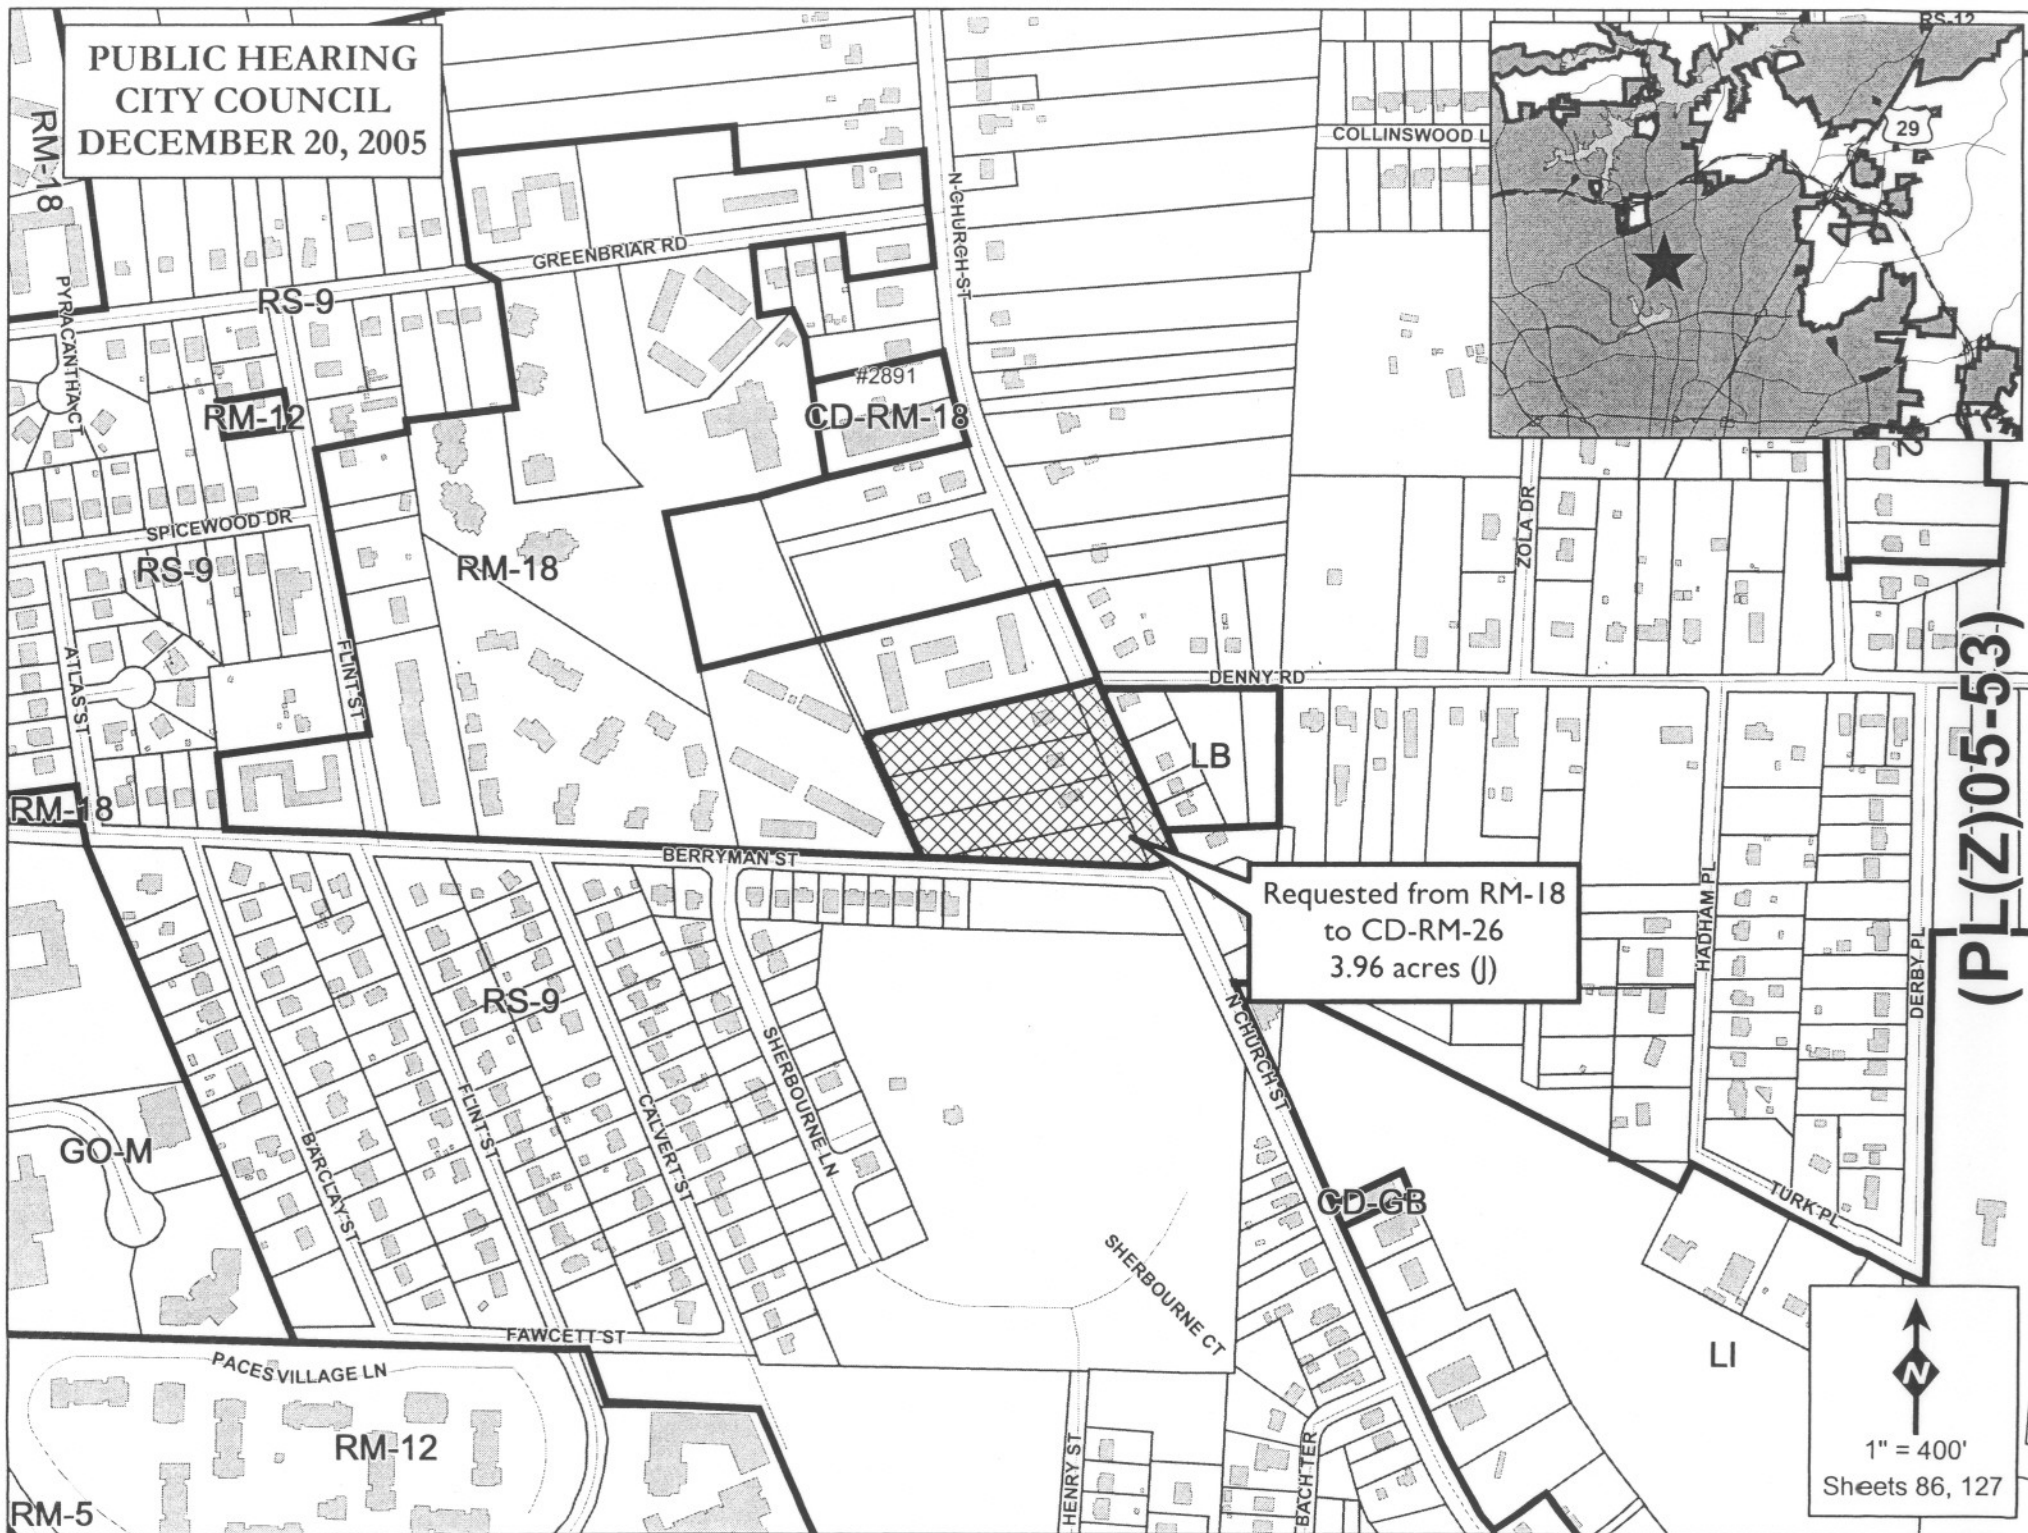 PUBLIC HEARING
CITY COUNCIL
DECEMBER 20, 2005
RS-12
29
RM-18
COLLINSWOOD L
N CHURCH ST
GREENBRIAR RD
RS-9
PYRACANTHA CT
#2891
RM-12
CD-RM-18
SPICEWOOD DR
ZOLA DR
RS-9
RM-18
ATLAS ST
FLINT ST
DENNY RD
LB
(PL(Z)05-53)
RM-18
BERRYMAN ST
Requested from RM-18
to CD-RM-26
3.96 acres (J)
HADHAM PL
DERBY PL
RS-9
SHERBOURNE LN
N CHURCH ST
FLINT ST
CALVERT ST
BARCLAY ST
GO-M
CD-GB
TURK PL
SHERBOURNE CT
FAWCETT ST
PACES VILLAGE LN
LI
N
RM-12
HENRY ST
BACH TER
1" = 400'
Sheets 86, 127
RM-5